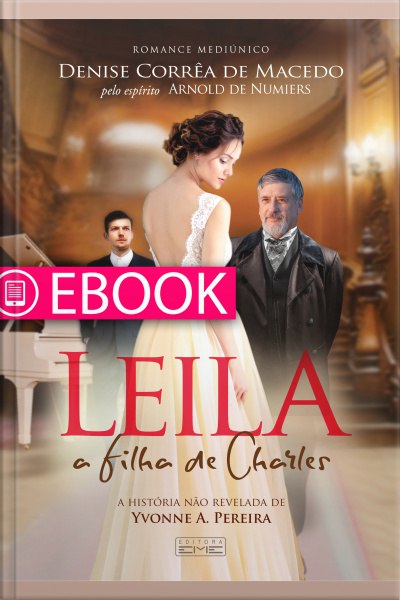 ROMANCE MEDIÚNICO
DENISE CORRÊA DE MACEDO
pelo espírito ARNOLD DE NUMIERS
EBOOK
LEILA
a filha de Charles
A HISTÓRIA NÃO REVELADA DE
YVONNE A. PEREIRA
EDITORA
EME